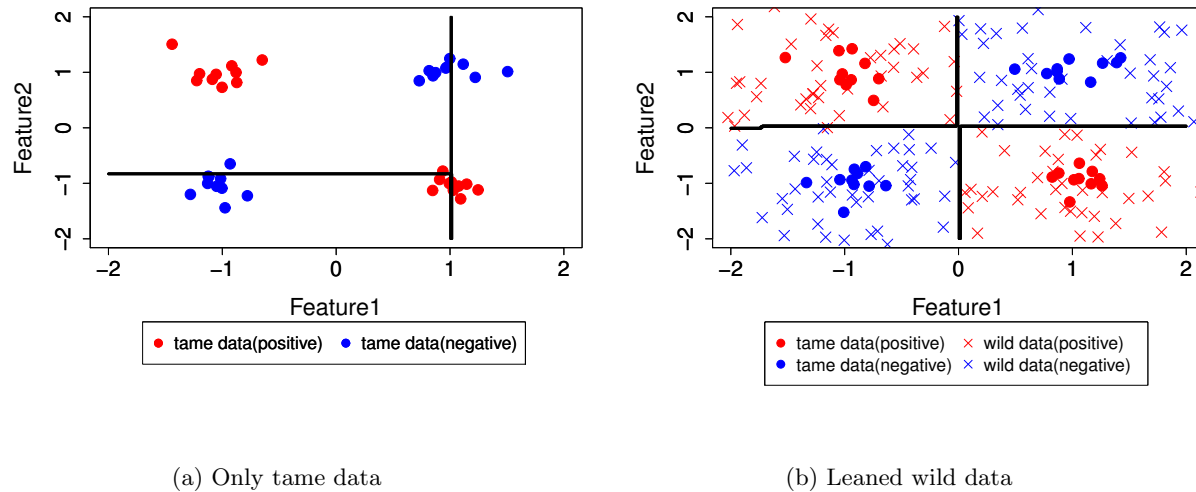 2
1
0
−1
−2
Feature2
−2 −1 0 1 2
Feature1
tame data(positive) tame data(negative)
(a) Only tame data
2
1
0
−1
−2
Feature2
−2 −1 0 1 2
Feature1
tame data(positive) wild data(positive)
tame data(negative) wild data(negative)
(b) Leaned wild data